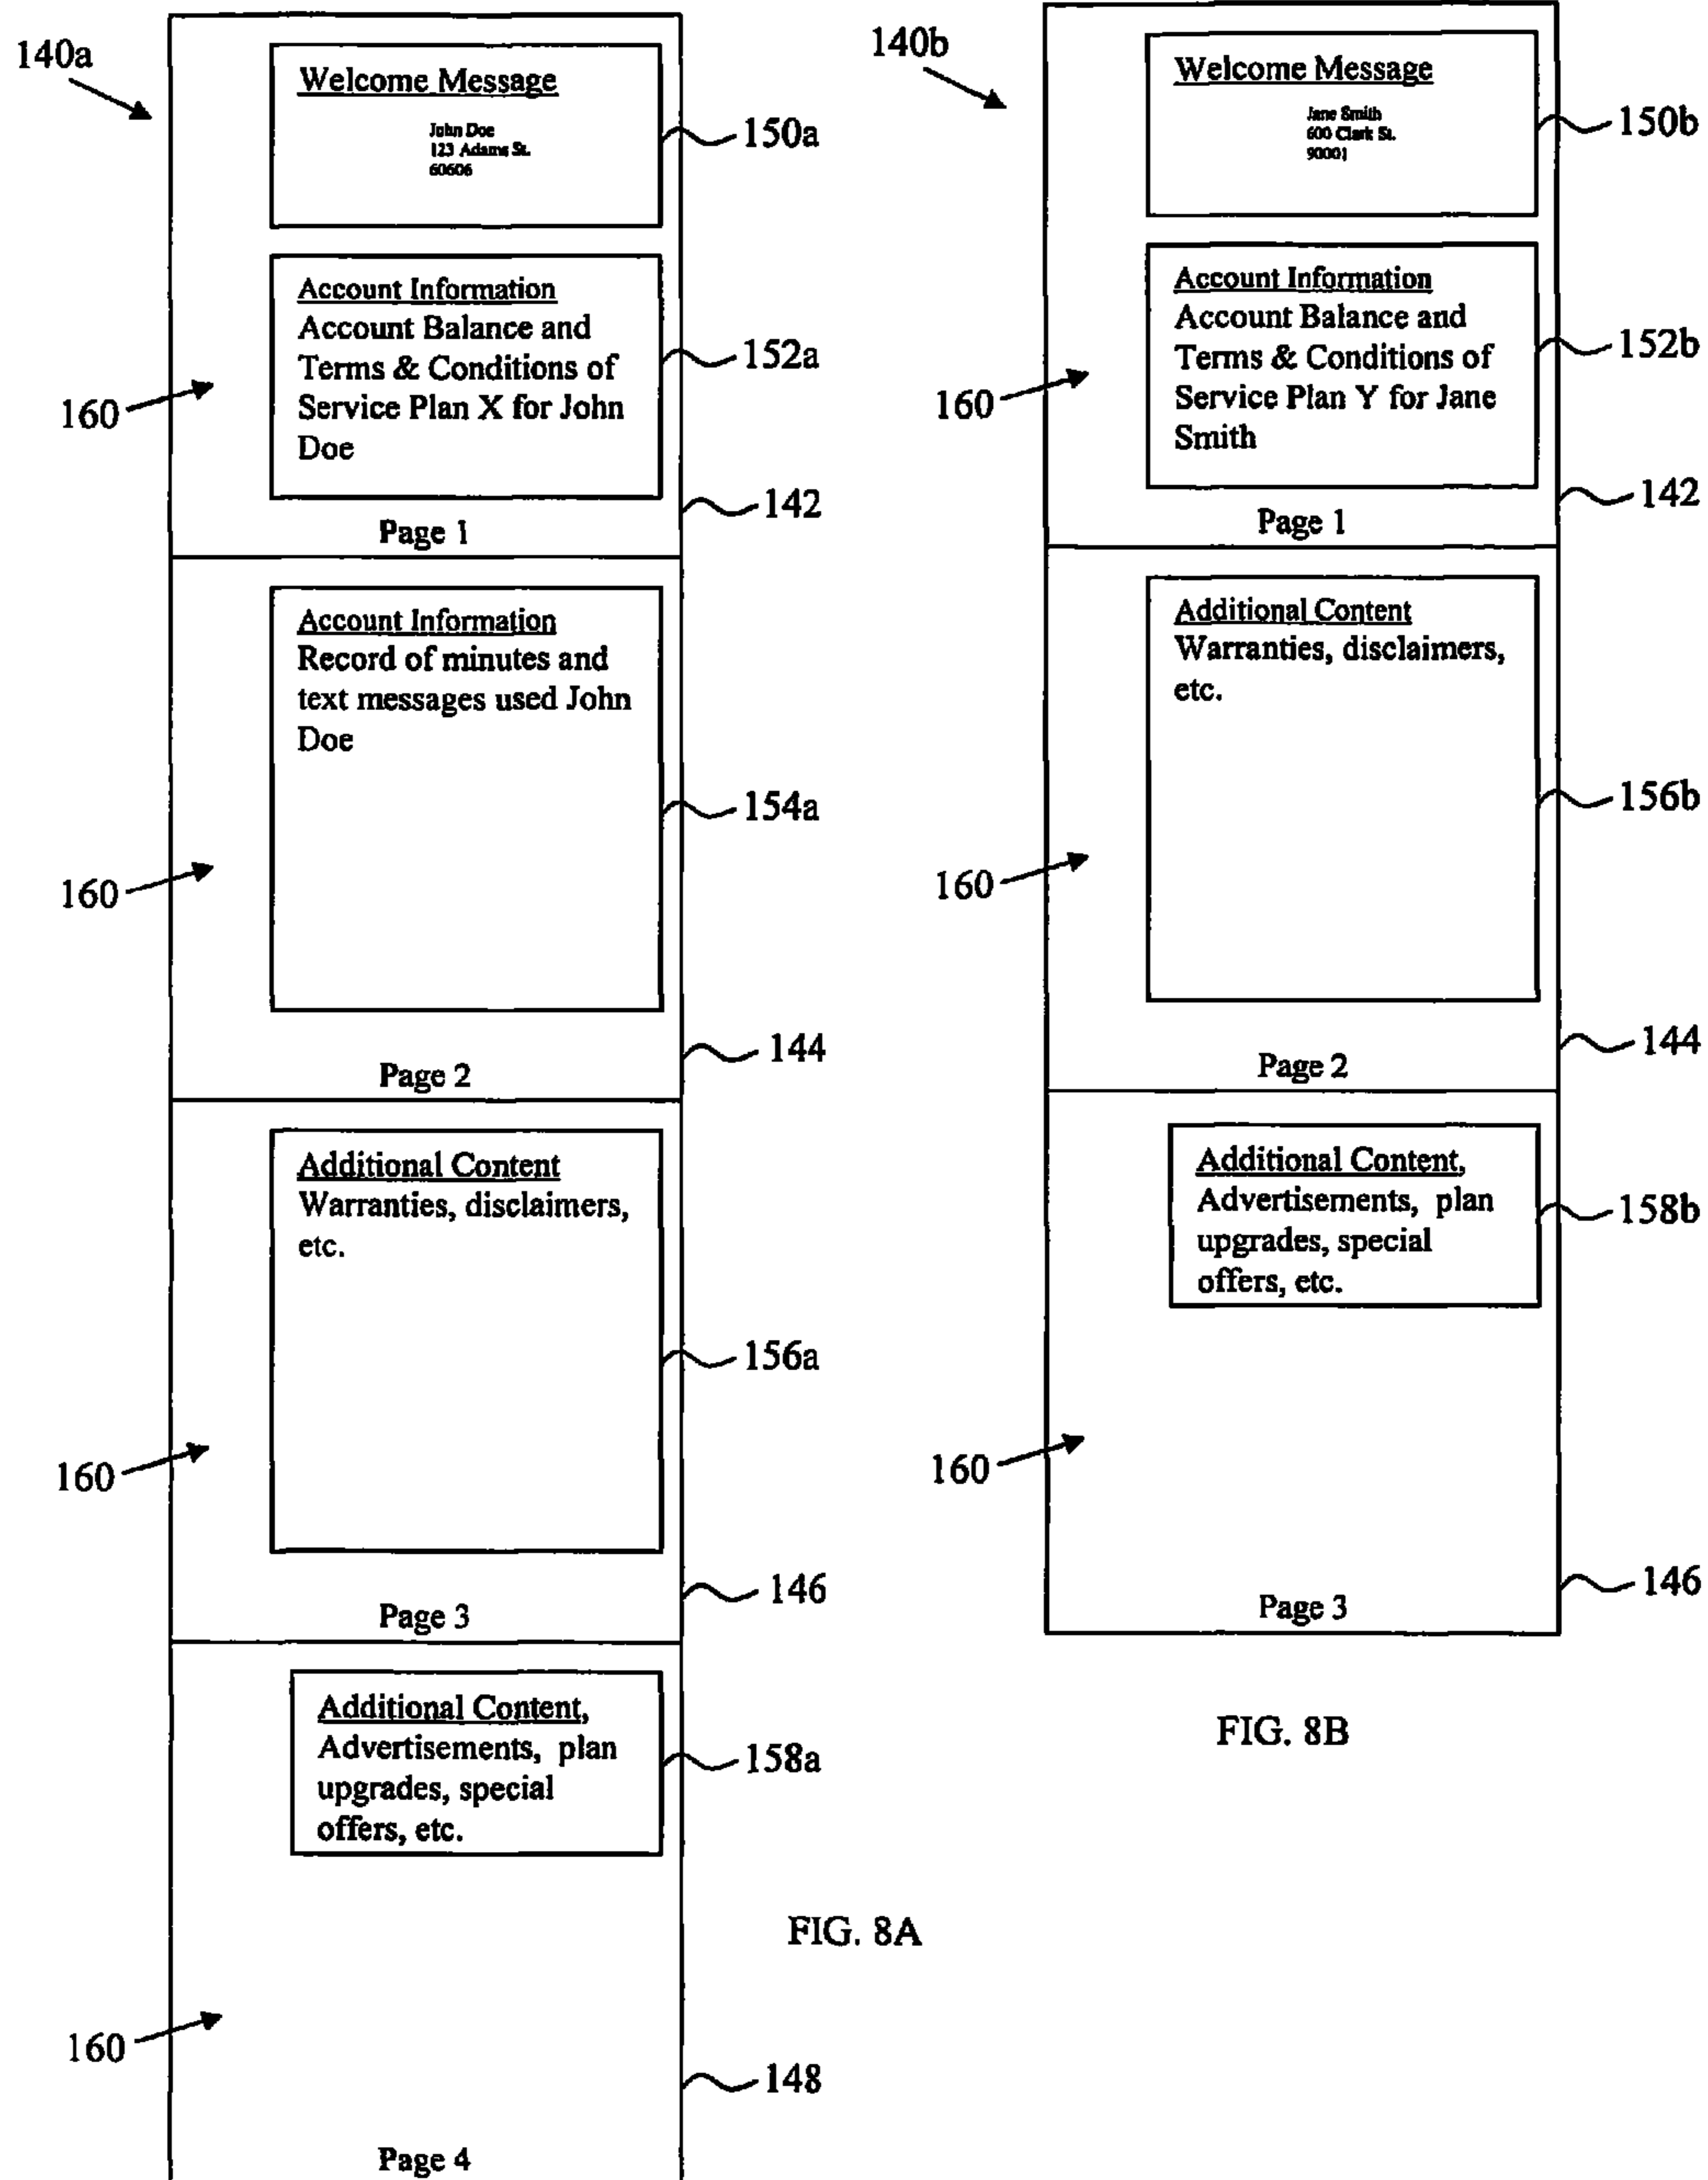 140a
Welcome Message
John Doe
123 Adams St.
60606
150a
Account Information
Account Balance and
Terms & Conditions of
Service Plan X for John
Doe
152a
160
142
Page 1
Account Information
Record of minutes and
text messages used John
Doe
154a
160
144
Page 2
Additional Content
Warranties, disclaimers,
etc.
156a
160
146
Page 3
Additional Content,
Advertisements, plan
upgrades, special
offers, etc.
158a
160
148
Page 4
FIG. 8A
140b
Welcome Message
Jane Smith
600 Clark St.
90001
150b
Account Information
Account Balance and
Terms & Conditions of
Service Plan Y for Jane
Smith
152b
160
142
Page 1
Additional Content
Warranties, disclaimers,
etc.
156b
160
144
Page 2
Additional Content,
Advertisements, plan
upgrades, special
offers, etc.
158b
160
146
Page 3
FIG. 8B